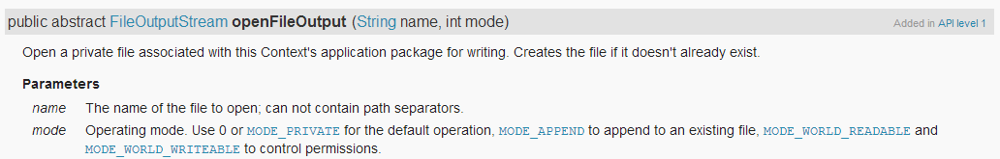 public abstract FileOutputStream openFileOutput (String name, int mode) Added in API level 1
Open a private file associated with this Context's application package for writing. Creates the file if it doesn't already exist.
Parameters
name The name of the file to open; can not contain path separators.
mode Operating mode. Use 0 or MODE_PRIVATE for the default operation, MODE_APPEND to append to an existing file, MODE_WORLD_READABLE and
MODE_WORLD_WRITEABLE to control permissions.